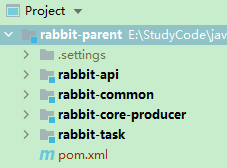 Project
rabbit-parent E:\StudyCode\jav
.settings
rabbit-api
rabbit-common
rabbit-core-producer
rabbit-task
pom.xml